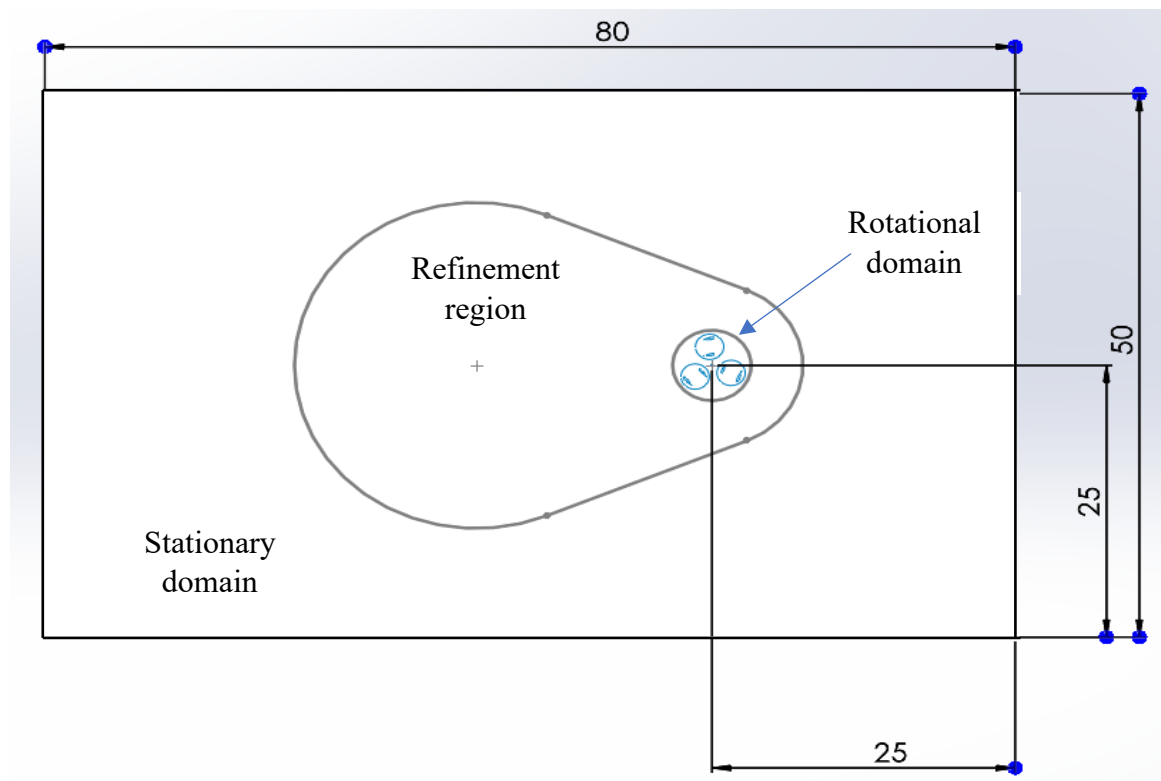 80
Rotational
domain
Refinement
region
50
25
Stationary
domain
25